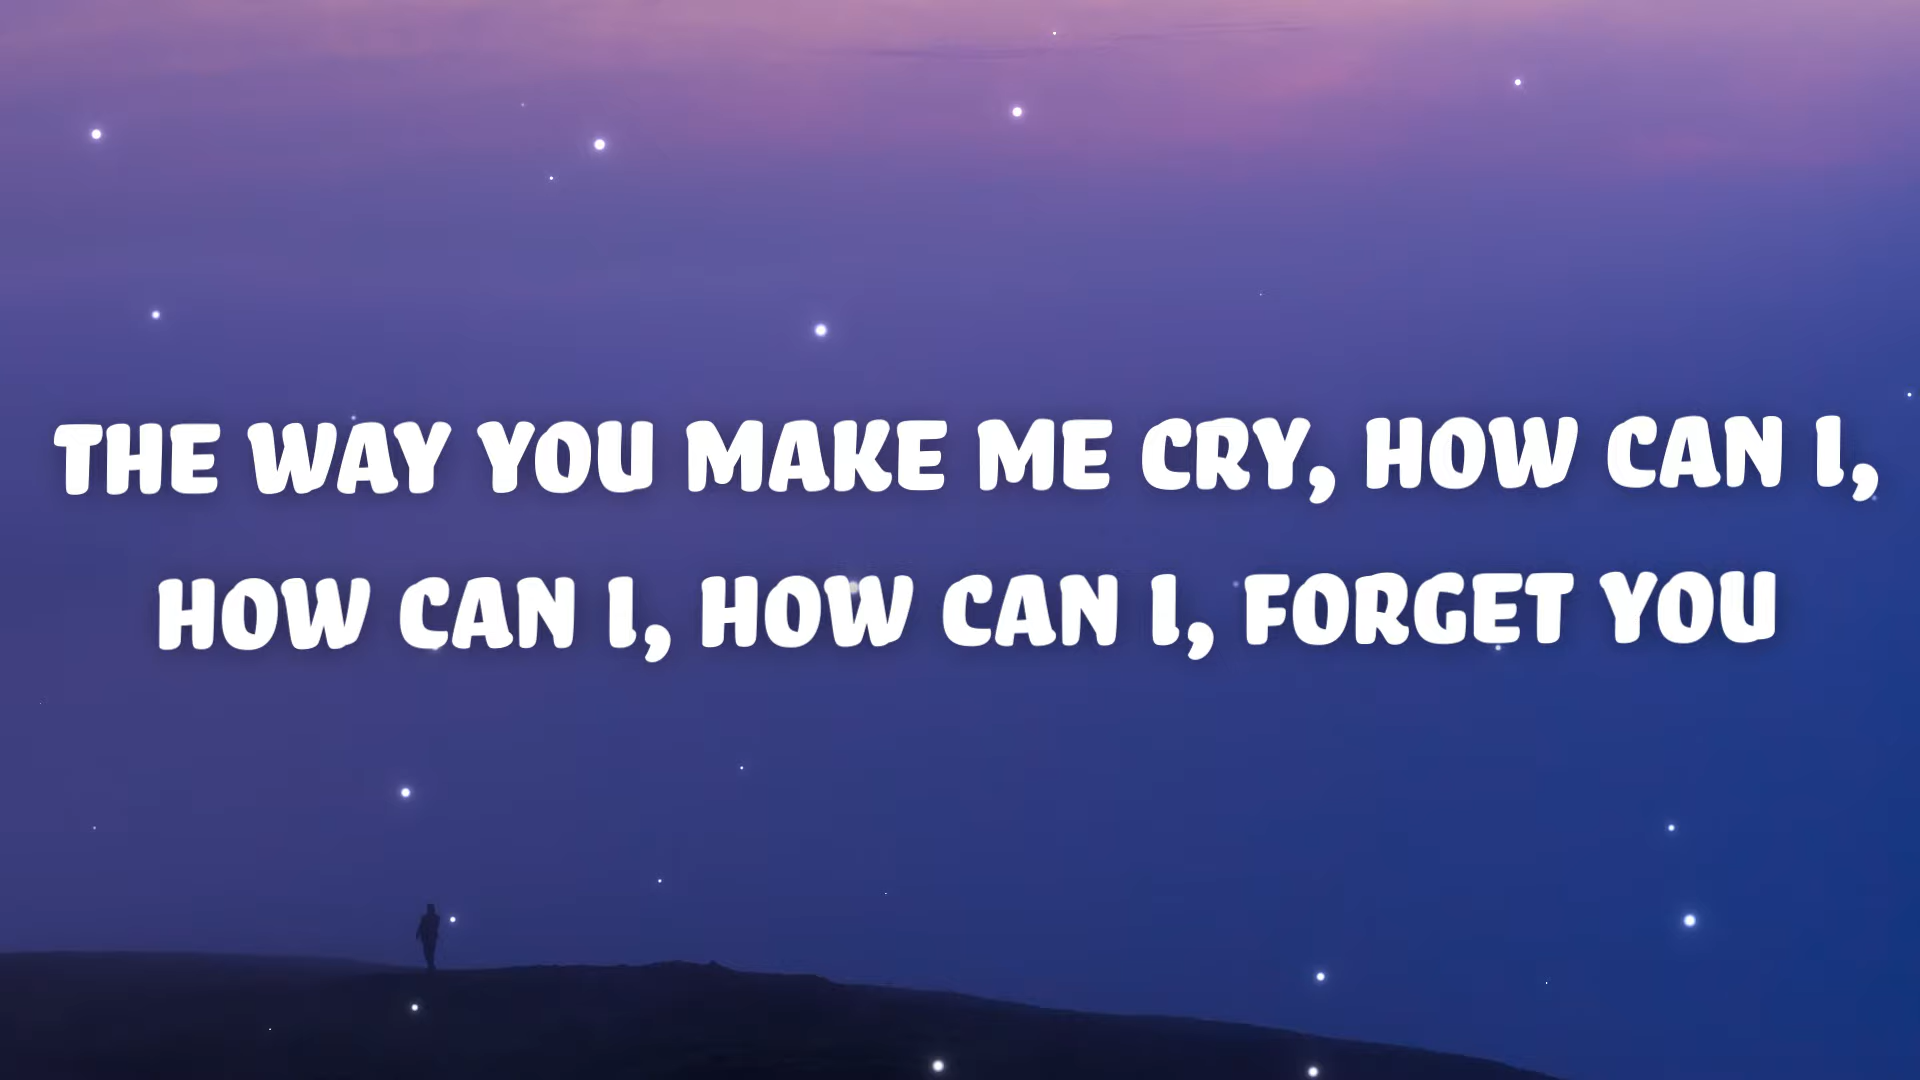 THE WAY YOU MAKE ME CRY, HOW CAN I,
HOW CAN I, HOW CAN I, FORGET YOU